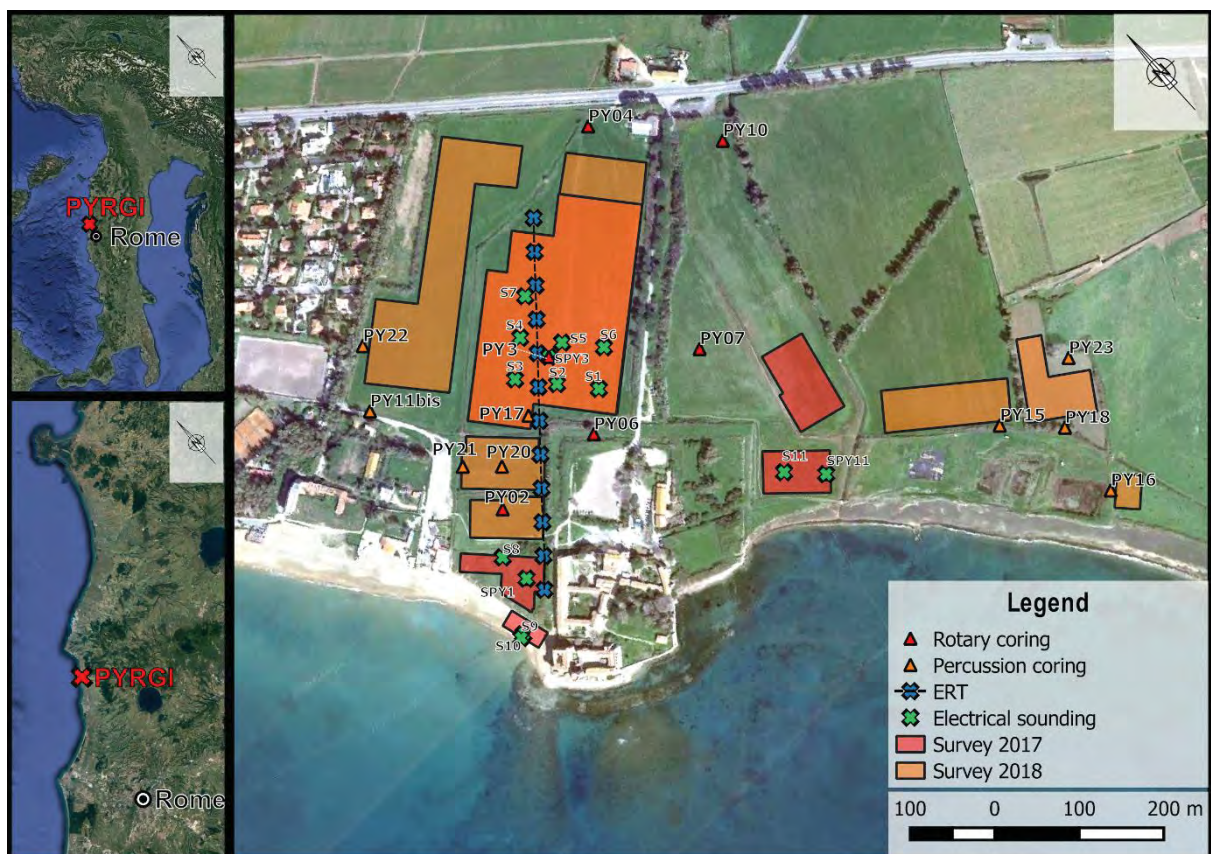 PYRGI
Rome
PYRGI
Rome
PY04
PY10
S7
S4
S5
S6
PY3
SPY3
PY07
PY22
PY23
S3
S2
S1
PY11bis
PY17
PY06
PY15
PY18
PY21
PY20
S11
SPY11
PY16
PY02
S8
SPY1
S9
S10
Legend
Rotary coring
Percussion coring
ERT
Electrical sounding
Survey 2017
Survey 2018
100 0 100 200 m